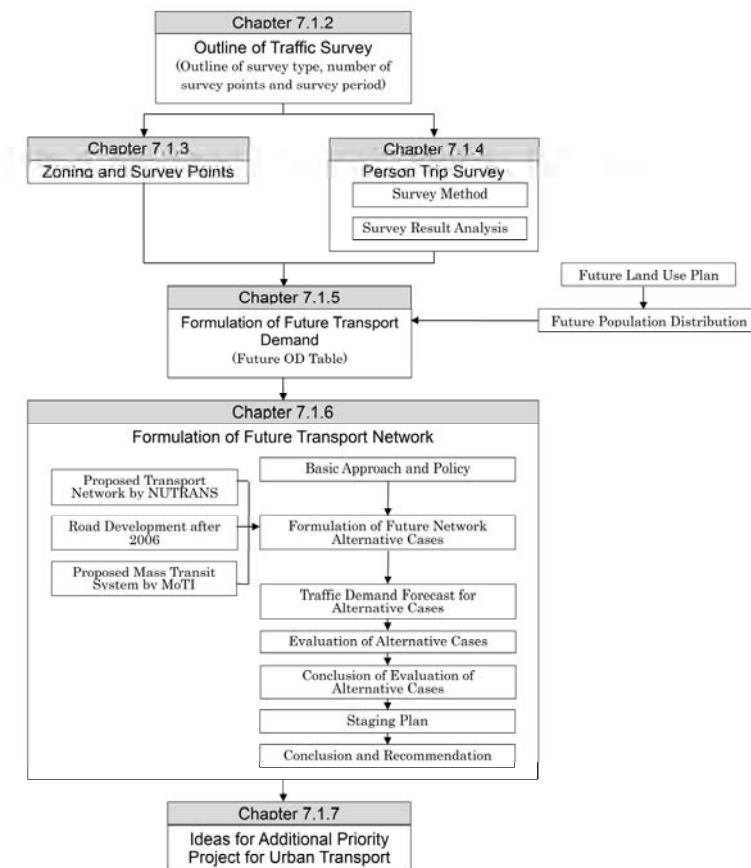 Chapter 7.1.2
Outline of Traffic Survey
(Outline of survey type, number of
survey points and survey period)
Chapter 7.1.3
Zoning and Survey Points
Chapter 7.1.4
Person Trip Survey
Survey Method
Survey Result Analysis
Future Land Use Plan
Future Population Distribution
Chapter 7.1.5
Formulation of Future Transport
Demand
(Future OD Table)
Chapter 7.1.6
Formulation of Future Transport Network
Proposed Transport
Network by NUTRANS
Road Development after
2006
Proposed Mass Transit
System by MoTI
Basic Approach and Policy
Formulation of Future Network
Alternative Cases
Traffic Demand Forecast for
Alternative Cases
Evaluation of Alternative Cases
Conclusion of Evaluation of
Alternative Cases
Staging Plan
Conclusion and Recommendation
Chapter 7.1.7
Ideas for Additional Priority
Project for Urban Transport